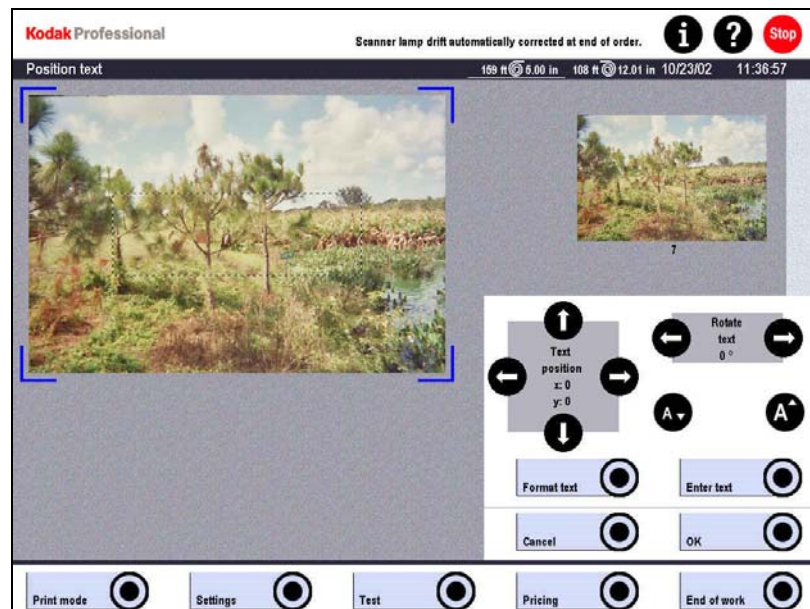 Kodak Professional
Scanner lamp drift automatically corrected at end of order.
i
?
Stop
Position text
159 ft 5.00 in
108 ft 12.01 in
10/23/02
11:36:57
7
Text
position
x: 0
y: 0
Rotate
text
0 °
A
A
Format text
Enter text
Cancel
OK
Print mode
Settings
Test
Pricing
End of work